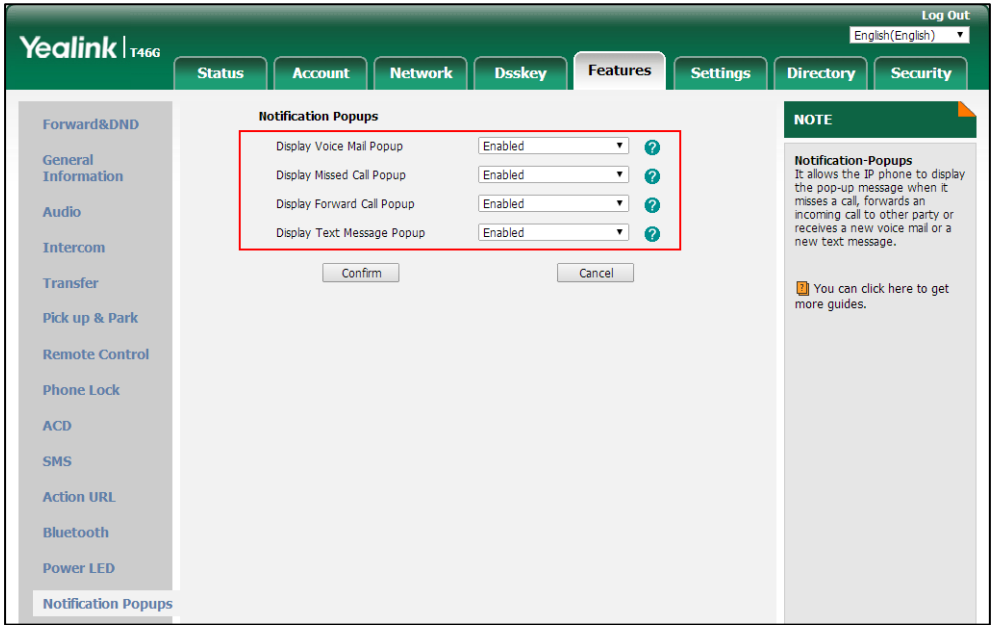 Log Out
English(English)
Yealink | T46G
Status Account Network Dsskey Features Settings Directory Security
Forward&DND
General
Information
Audio
Intercom
Transfer
Pick up & Park
Remote Control
Phone Lock
ACD
SMS
Action URL
Bluetooth
Power LED
Notification Popups
Notification Popups
Display Voice Mail Popup Enabled ?
Display Missed Call Popup Enabled ?
Display Forward Call Popup Enabled ?
Display Text Message Popup Enabled ?
Confirm Cancel
NOTE
Notification-Popups
It allows the IP phone to display
the pop-up message when it
misses a call, forwards an
incoming call to other party or
receives a new voice mail or a
new text message.
? You can click here to get
more guides.